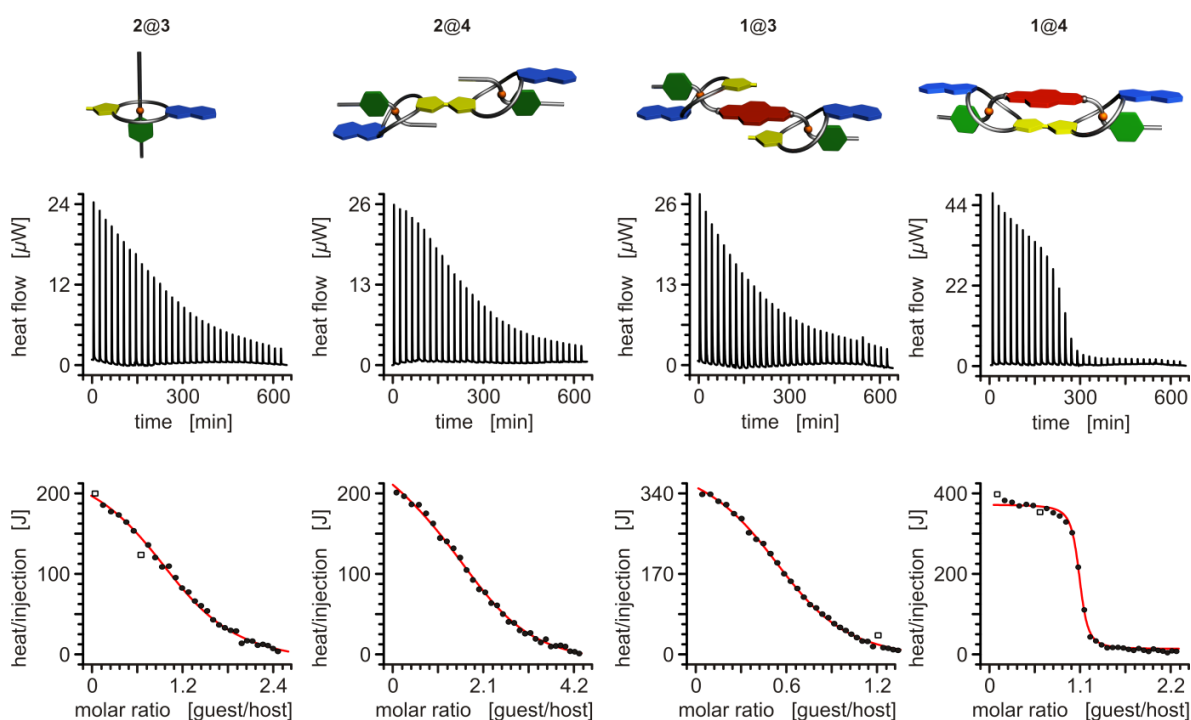 2@3 2@4 1@3 1@4
heat flow [µW]
24
12
0
0 300 600
time [min]
heat flow [µW]
26
13
0
0 300 600
time [min]
heat flow [µW]
26
13
0
0 300 600
time [min]
heat flow [µW]
44
22
0
0 300 600
time [min]
heat/injection [J]
200
100
0
0 1.2 2.4
molar ratio [guest/host]
heat/injection [J]
200
100
0
0 2.1 4.2
molar ratio [guest/host]
heat/injection [J]
340
170
0
0 0.6 1.2
molar ratio [guest/host]
heat/injection [J]
400
200
0
0 1.1 2.2
molar ratio [guest/host]